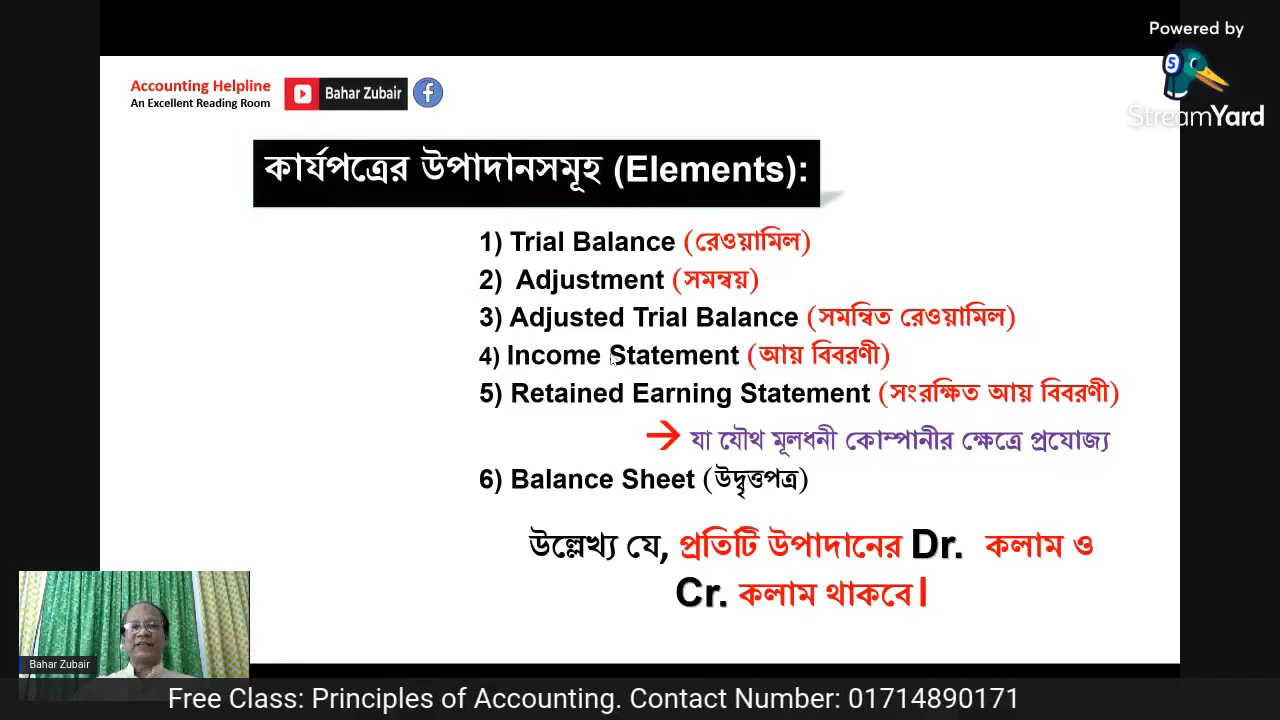 Powered by
StreamYard
Accounting Helpline
An Excellent Reading Room
Bahar Zubair
কার্যপত্রের উপাদানসমূহ (Elements):
1) Trial Balance (রেওয়ামিল)
2) Adjustment (সমন্বয়)
3) Adjusted Trial Balance (সমন্বিত রেওয়ামিল)
4) Income Statement (আয় বিবরণী)
5) Retained Earning Statement (সংরক্ষিত আয় বিবরণী)
→ যা যৌথ মূলধনী কোম্পানীর ক্ষেত্রে প্রযোজ্য
6) Balance Sheet (উদ্বৃত্তপত্র)
উল্লেখ্য যে, প্রতিটি উপাদানের Dr. কলাম ও
Cr. কলাম থাকবে।
Bahar Zubair
Free Class: Principles of Accounting. Contact Number: 01714890171